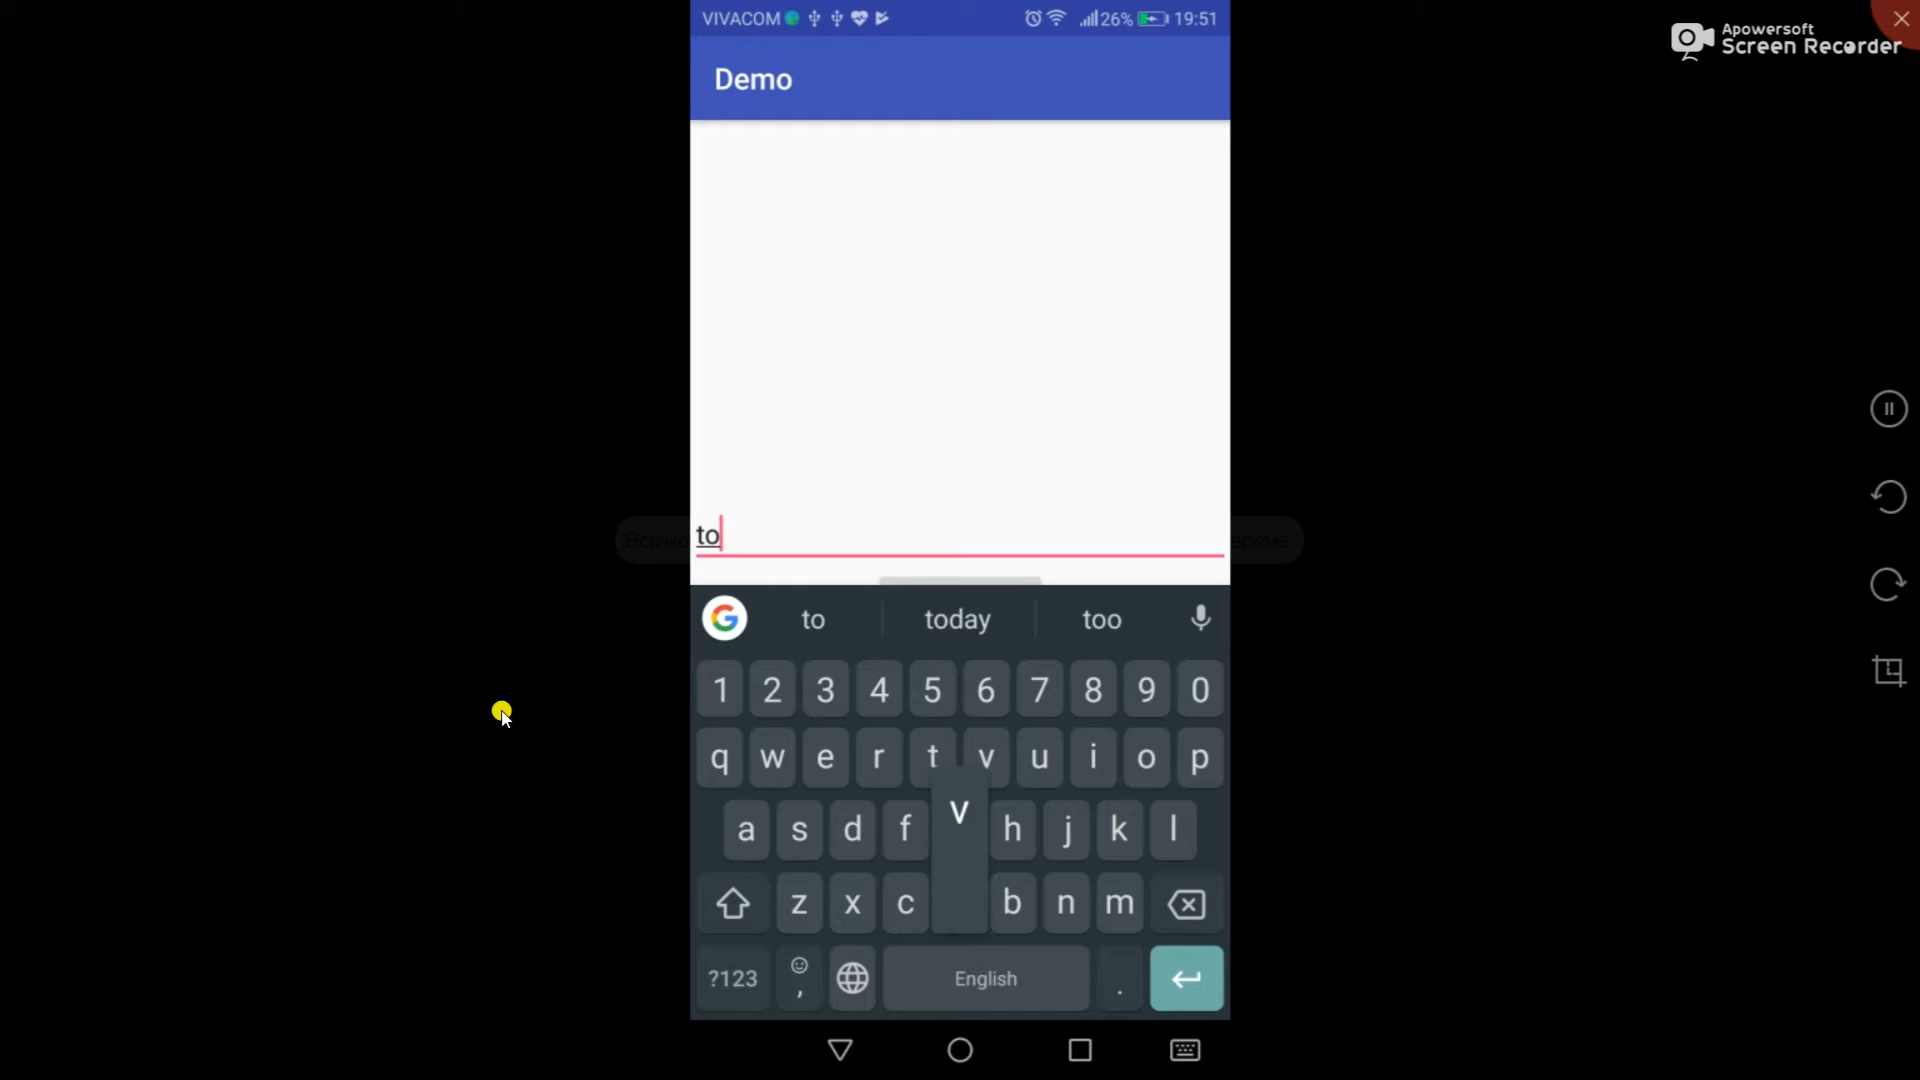 VIVACOM 26% 19:51
Apowersoft
Screen Recorder
Demo
to
време
to today too
1 2 3 4 5 6 7 8 9 0
q w e r t v u i o p
a s d f v h j k l
z x c b n m
?123 , English .